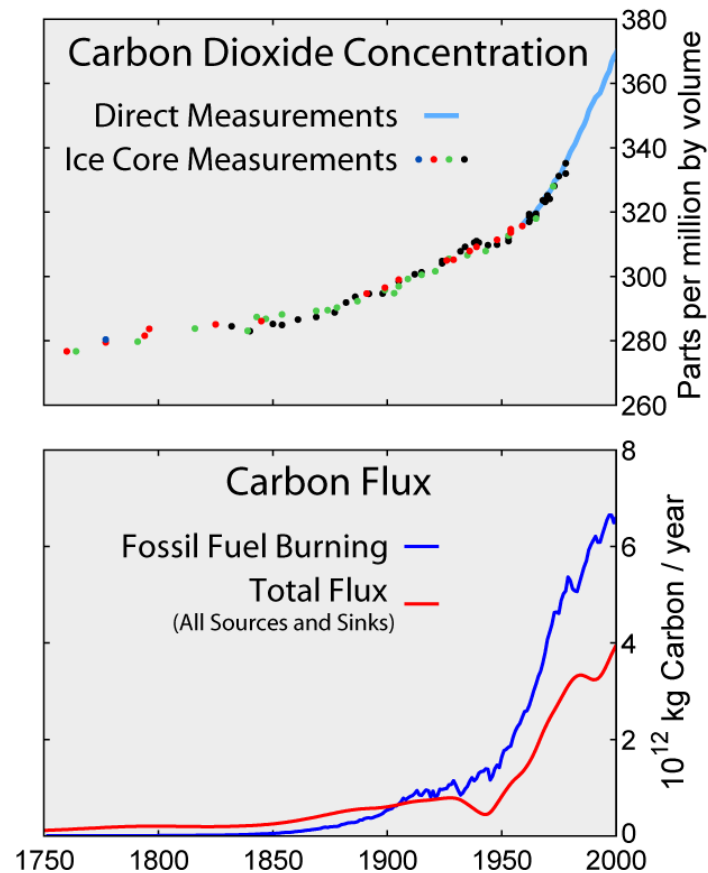 Carbon Dioxide Concentration
Direct Measurements
Ice Core Measurements
380
360
340
320
300
280
260
Parts per million by volume
Carbon Flux
Fossil Fuel Burning
Total Flux
(All Sources and Sinks)
8
6
4
2
0
10¹² kg Carbon / year
1750 1800 1850 1900 1950 2000